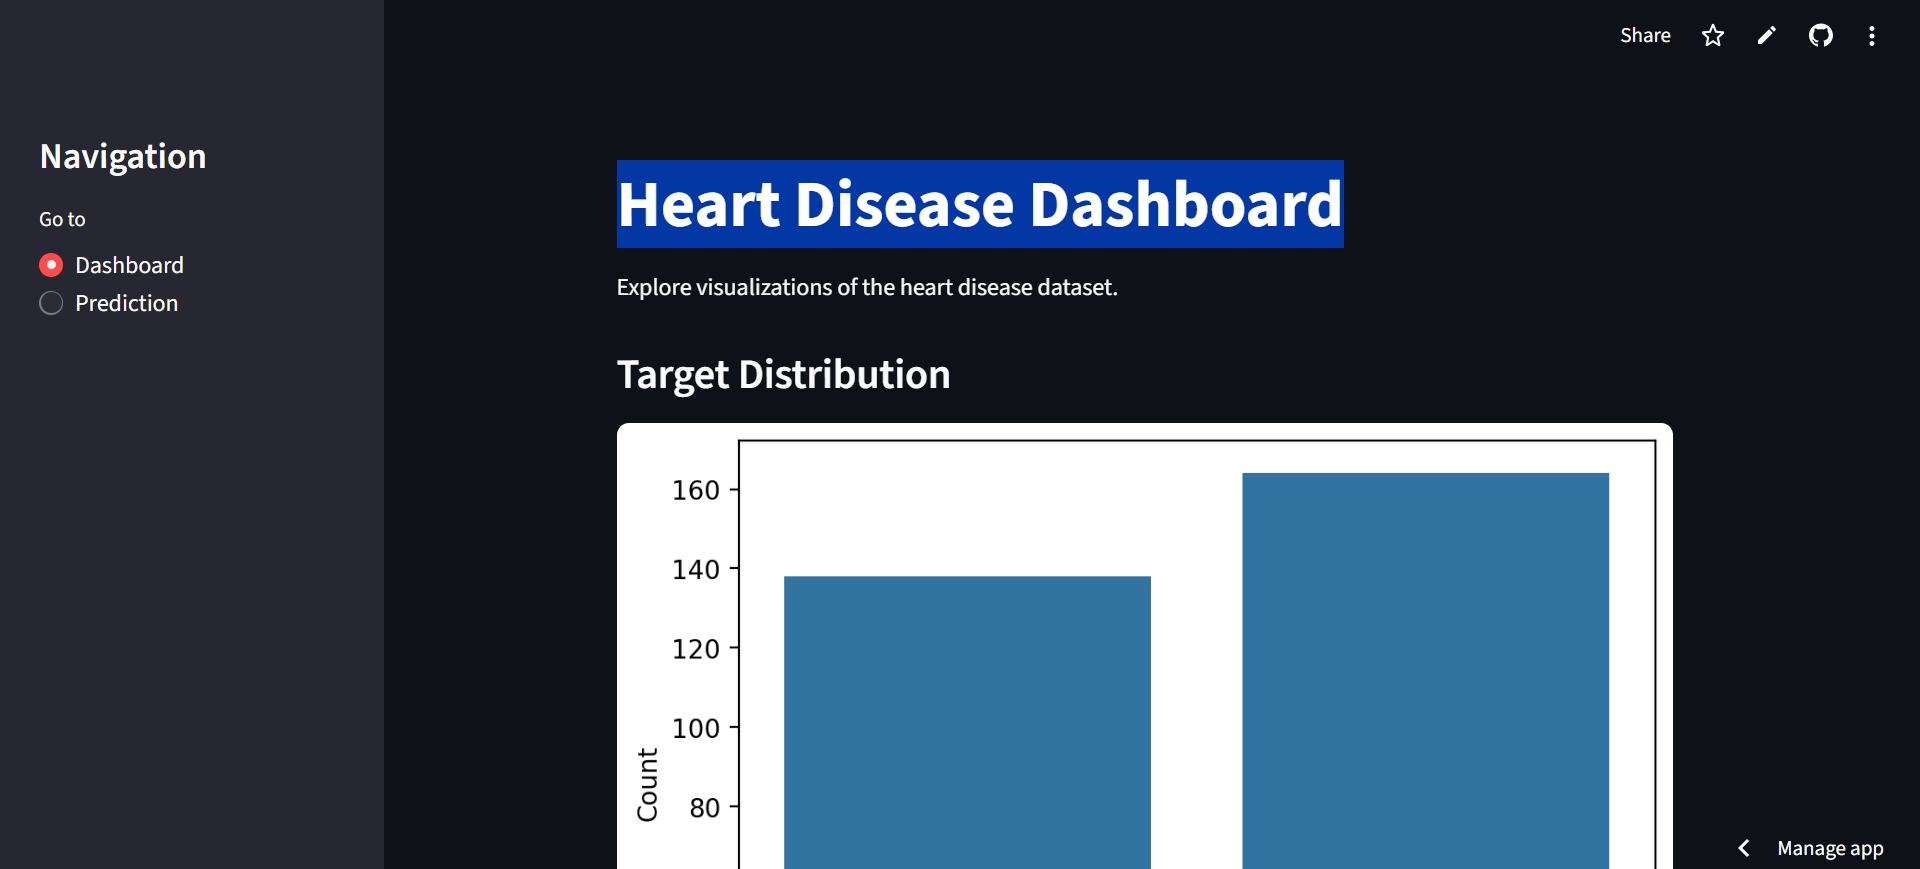 Share
Navigation
Go to
Dashboard
Prediction
Heart Disease Dashboard
Explore visualizations of the heart disease dataset.
Target Distribution
160
140
120
100
80
Count
Manage app